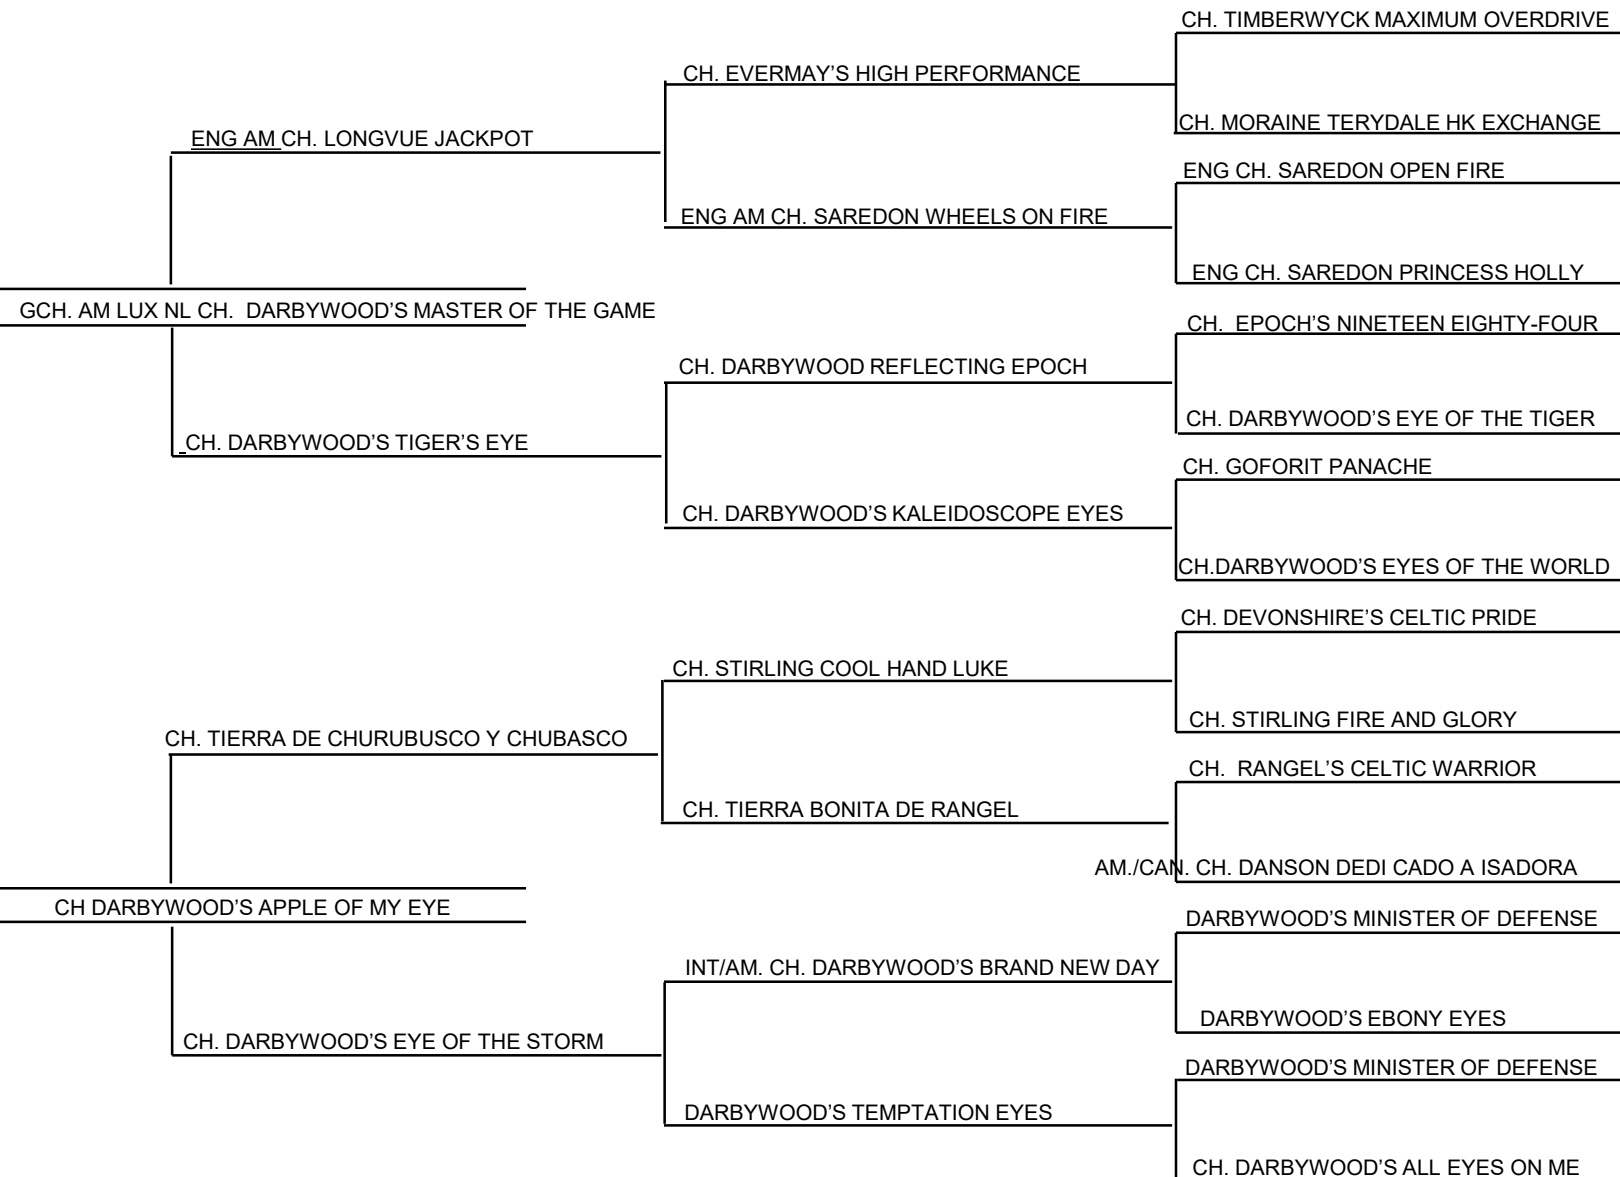 CH. TIMBERWYCK MAXIMUM OVERDRIVE
CH. EVERMAY’S HIGH PERFORMANCE
CH. MORAINE TERYDALE HK EXCHANGE
ENG AM CH. LONGVUE JACKPOT
ENG CH. SAREDON OPEN FIRE
ENG AM CH. SAREDON WHEELS ON FIRE
ENG CH. SAREDON PRINCESS HOLLY
GCH. AM LUX NL CH. DARBYWOOD’S MASTER OF THE GAME
CH. EPOCH’S NINETEEN EIGHTY-FOUR
CH. DARBYWOOD REFLECTING EPOCH
CH. DARBYWOOD’S EYE OF THE TIGER
CH. DARBYWOOD’S TIGER’S EYE
CH. GOFORIT PANACHE
CH. DARBYWOOD’S KALEIDOSCOPE EYES
CH.DARBYWOOD’S EYES OF THE WORLD
CH. DEVONSHIRE’S CELTIC PRIDE
CH. STIRLING COOL HAND LUKE
CH. STIRLING FIRE AND GLORY
CH. TIERRA DE CHURUBUSCO Y CHUBASCO
CH. RANGEL’S CELTIC WARRIOR
CH. TIERRA BONITA DE RANGEL
AM./CAN. CH. DANSON DEDI CADO A ISADORA
CH DARBYWOOD’S APPLE OF MY EYE
DARBYWOOD’S MINISTER OF DEFENSE
INT/AM. CH. DARBYWOOD’S BRAND NEW DAY
DARBYWOOD’S EBONY EYES
CH. DARBYWOOD’S EYE OF THE STORM
DARBYWOOD’S MINISTER OF DEFENSE
DARBYWOOD’S TEMPTATION EYES
CH. DARBYWOOD’S ALL EYES ON ME